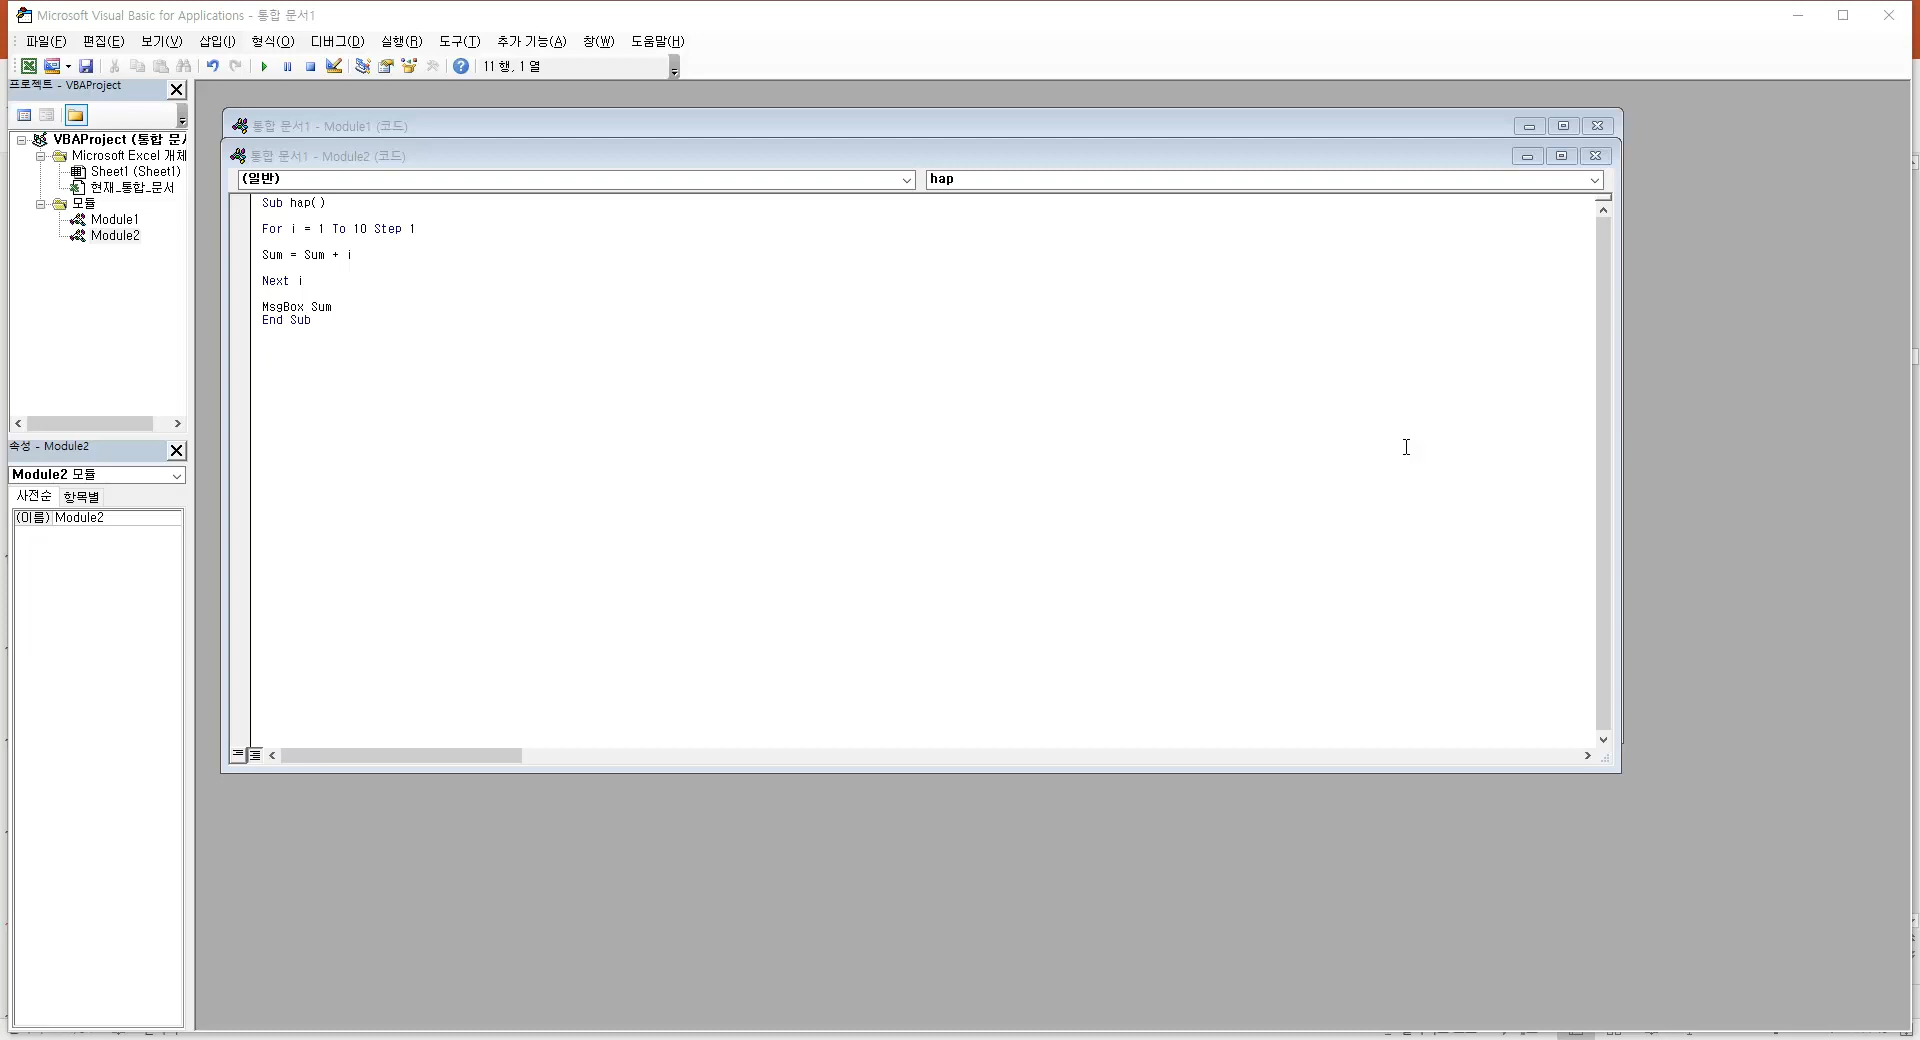 Microsoft Visual Basic for Applications - 통합 문서1
파일(F) 편집(E) 보기(V) 삽입(I) 형식(O) 디버그(D) 실행(R) 도구(T) 추가 기능(A) 창(W) 도움말(H)
11 행, 1 열
프로젝트 - VBAProject
VBAProject (통합 문서
Microsoft Excel 개체
Sheet1 (Sheet1)
현재_통합_문서
모듈
Module1
Module2
속성 - Module2
Module2 모듈
사전순 항목별
(이름) Module2
통합 문서1 - Module1 (코드)
통합 문서1 - Module2 (코드)
(일반) hap
Sub hap()
For i = 1 To 10 Step 1
Sum = Sum + i
Next i
MsgBox Sum
End Sub